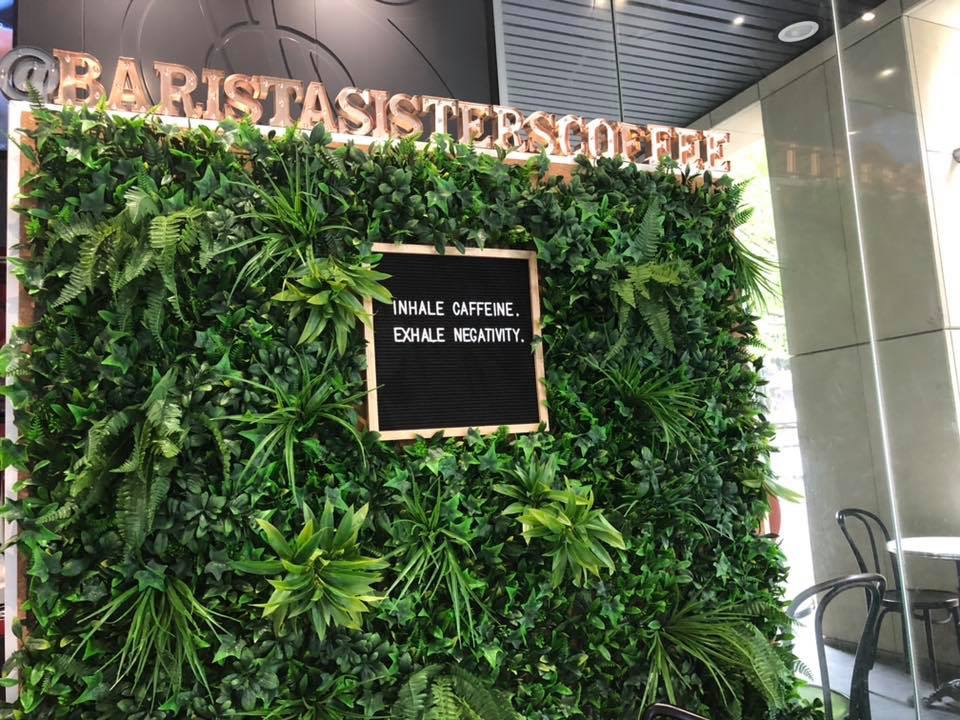 @BARISTASISTERSCOFFEE
INHALE CAFFEINE.
EXHALE NEGATIVITY.